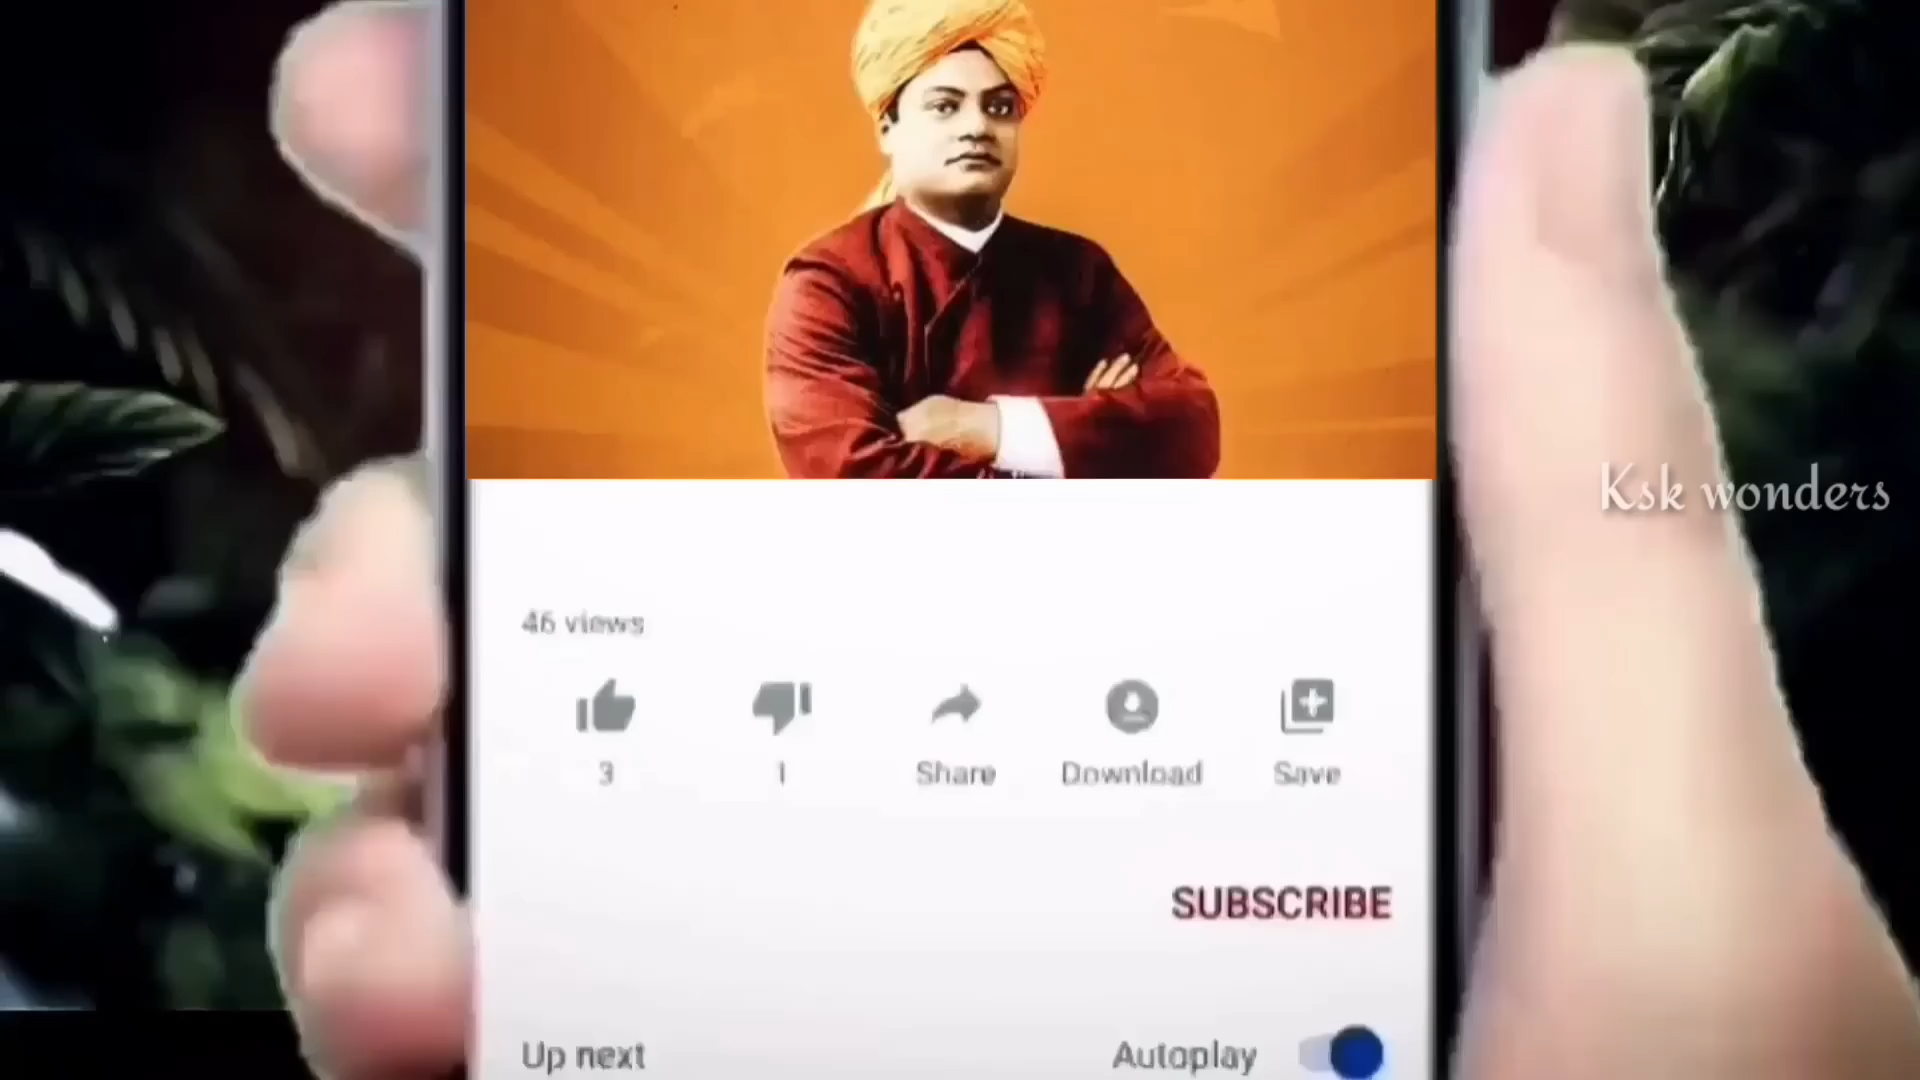 Ksk wonders
46 views
3
1
Share
Download
Save
SUBSCRIBE
Up next
Autoplay